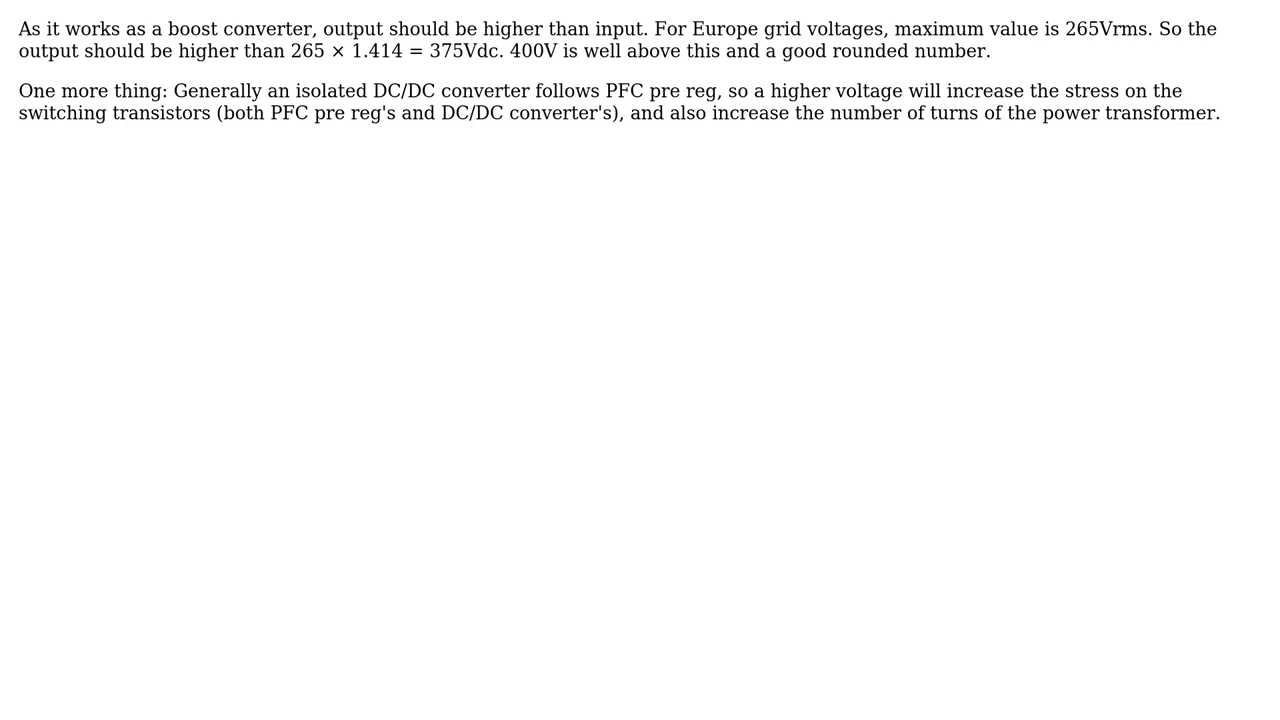 As it works as a boost converter, output should be higher than input. For Europe grid voltages, maximum value is 265Vrms. So the
output should be higher than 265 × 1.414 = 375Vdc. 400V is well above this and a good rounded number.
One more thing: Generally an isolated DC/DC converter follows PFC pre reg, so a higher voltage will increase the stress on the
switching transistors (both PFC pre reg's and DC/DC converter's), and also increase the number of turns of the power transformer.